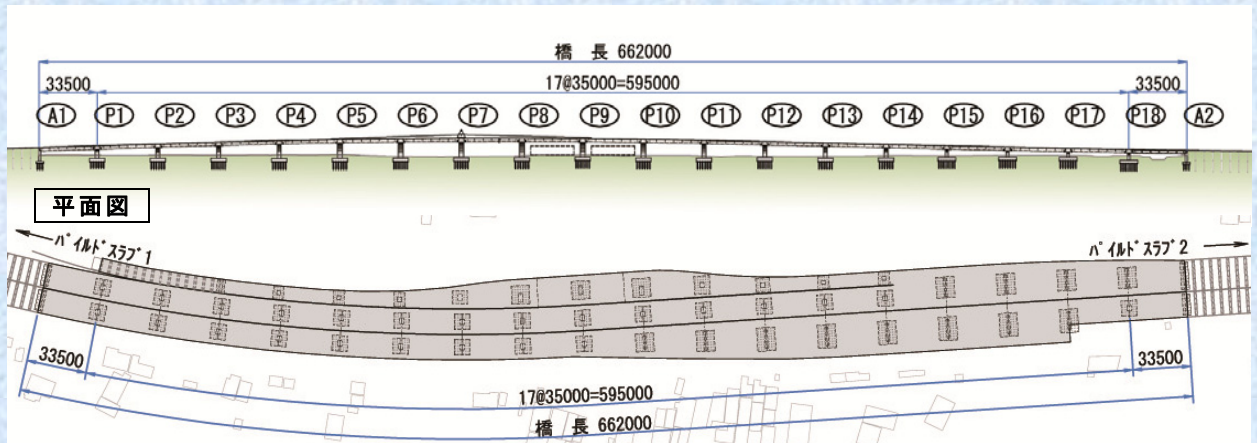 橋 長 662000
33500 17@35000=595000 33500
A1 P1 P2 P3 P4 P5 P6 P7 P8 P9 P10 P11 P12 P13 P14 P15 P16 P17 P18 A2
平面図
パイルドスラブ1 パイルドスラブ2
33500 33500
17@35000=595000
橋 長 662000